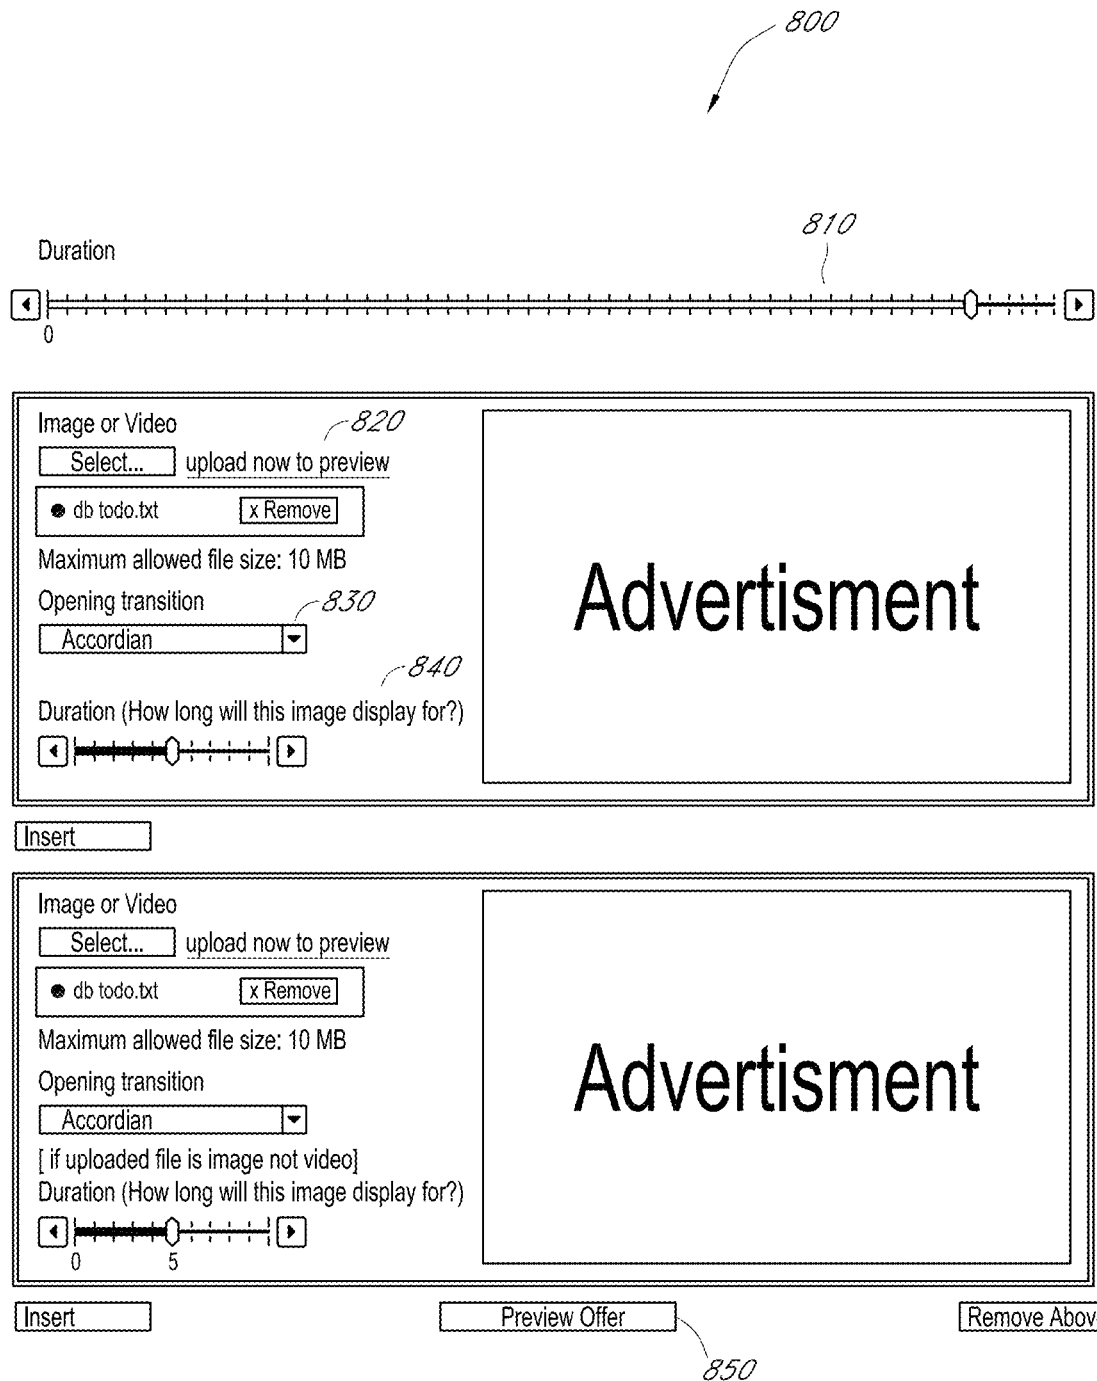 800
810
Duration
0
Image or Video
820
Select... upload now to preview
db todo.txt x Remove
Maximum allowed file size: 10 MB
Opening transition
830
Accordian
840
Duration (How long will this image display for?)
Advertisment
Insert
Image or Video
Select... upload now to preview
db todo.txt x Remove
Maximum allowed file size: 10 MB
Opening transition
Accordian
[ if uploaded file is image not video]
Duration (How long will this image display for?)
0 5
Advertisment
Insert Preview Offer Remove Abov
850